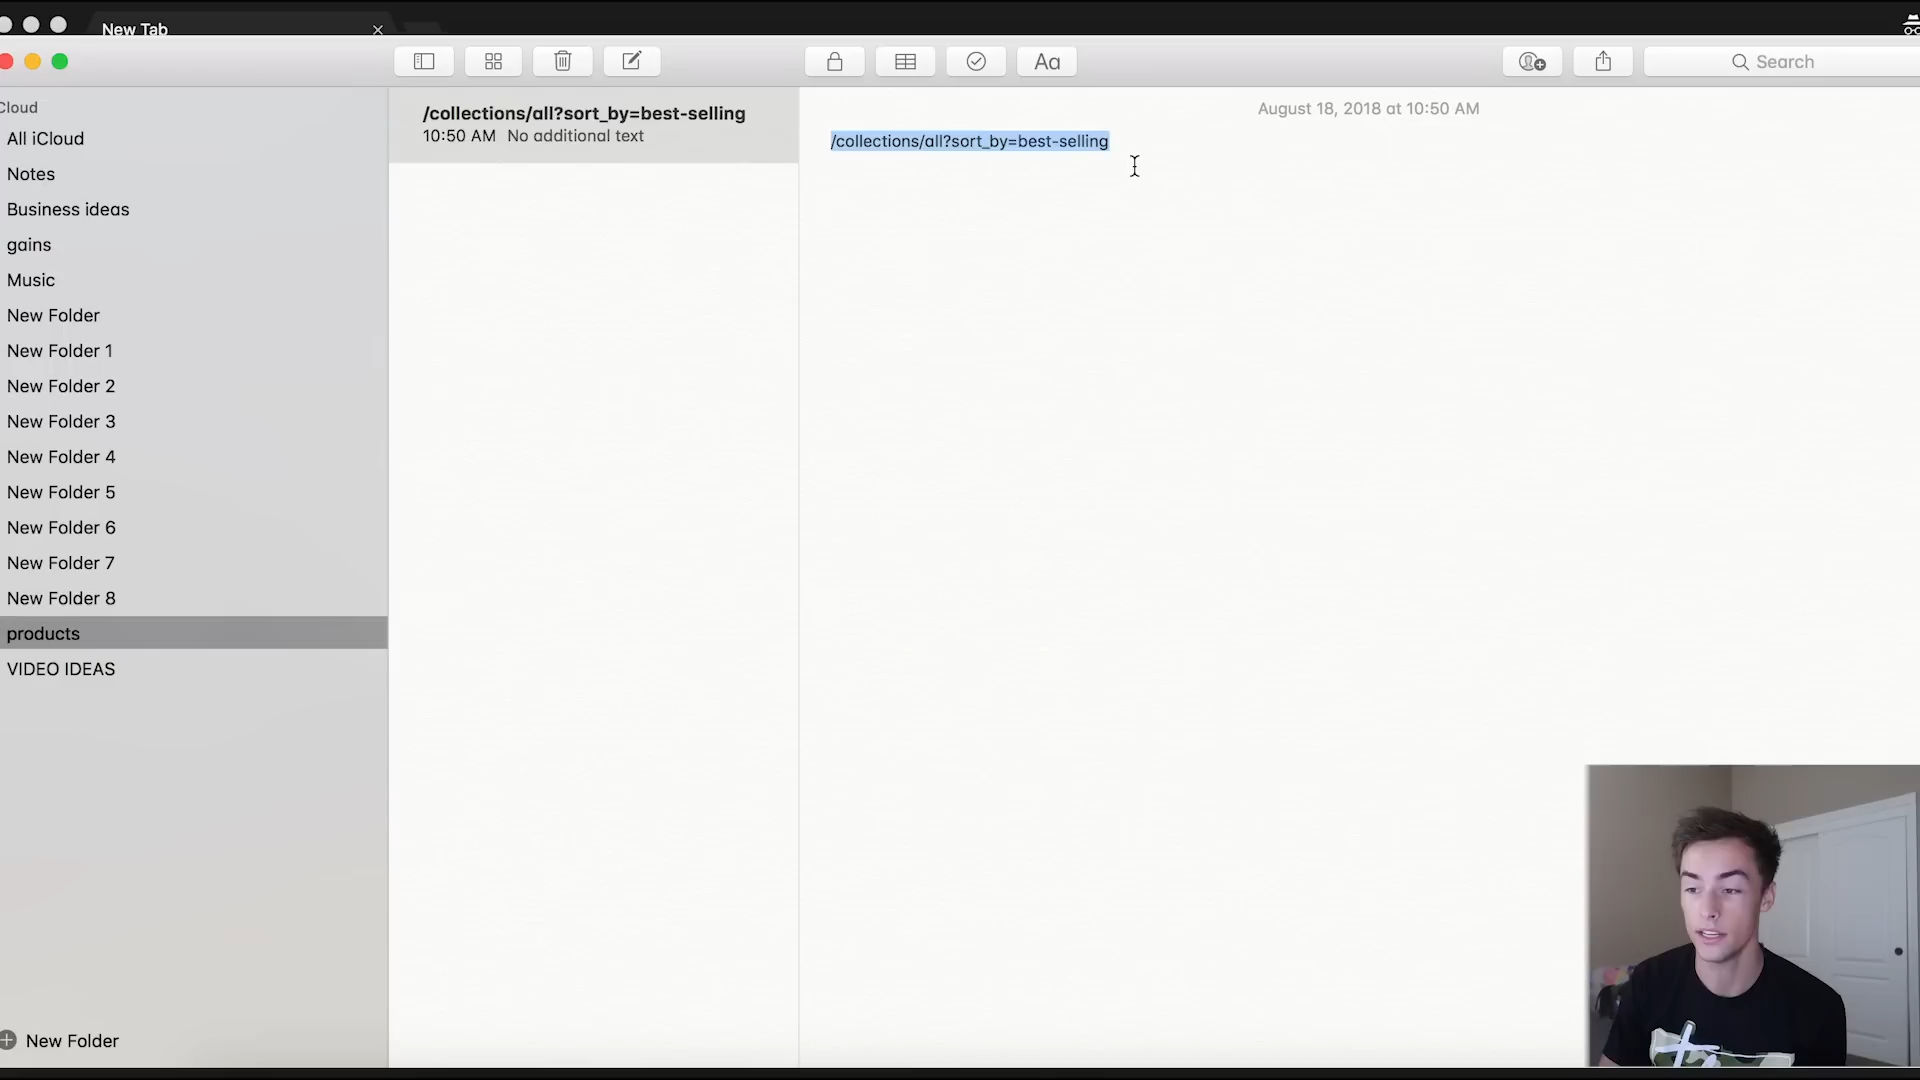 New Tab
Search
Cloud
All iCloud
Notes
Business ideas
gains
Music
New Folder
New Folder 1
New Folder 2
New Folder 3
New Folder 4
New Folder 5
New Folder 6
New Folder 7
New Folder 8
products
VIDEO IDEAS
New Folder
/collections/all?sort_by=best-selling
10:50 AM No additional text
August 18, 2018 at 10:50 AM
/collections/all?sort_by=best-selling
Aa